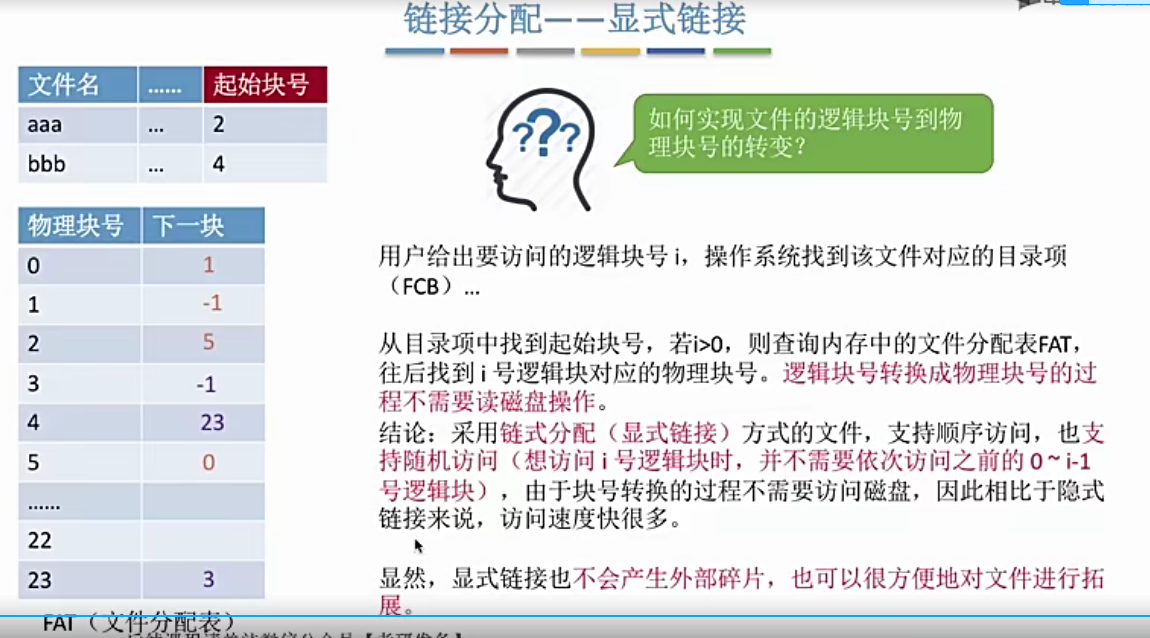 链接分配——显式链接
文件名 …… 起始块号
aaa … 2
bbb … 4
???
如何实现文件的逻辑块号到物
理块号的转变？
物理块号 下一块
0 1
1 -1
2 5
3 -1
4 23
5 0
……
22
23 3
FAT（文件分配表）
用户给出要访问的逻辑块号 i，操作系统找到该文件对应的目录项
（FCB）…
从目录项中找到起始块号，若i>0，则查询内存中的文件分配表FAT，
往后找到 i 号逻辑块对应的物理块号。逻辑块号转换成物理块号的过
程不需要读磁盘操作。
结论：采用链式分配（显式链接）方式的文件，支持顺序访问，也支
持随机访问（想访问 i 号逻辑块时，并不需要依次访问之前的 0 ~ i-1
号逻辑块），由于块号转换的过程不需要访问磁盘，因此相比于隐式
链接来说，访问速度快很多。
显然，显式链接也不会产生外部碎片，也可以很方便地对文件进行拓
展。